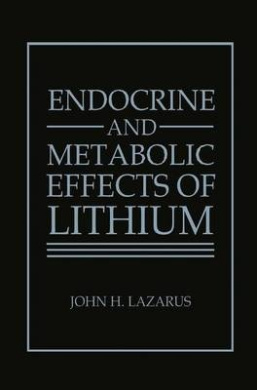 ENDOCRINE
AND
METABOLIC
EFFECTS OF
LITHIUM
JOHN H. LAZARUS